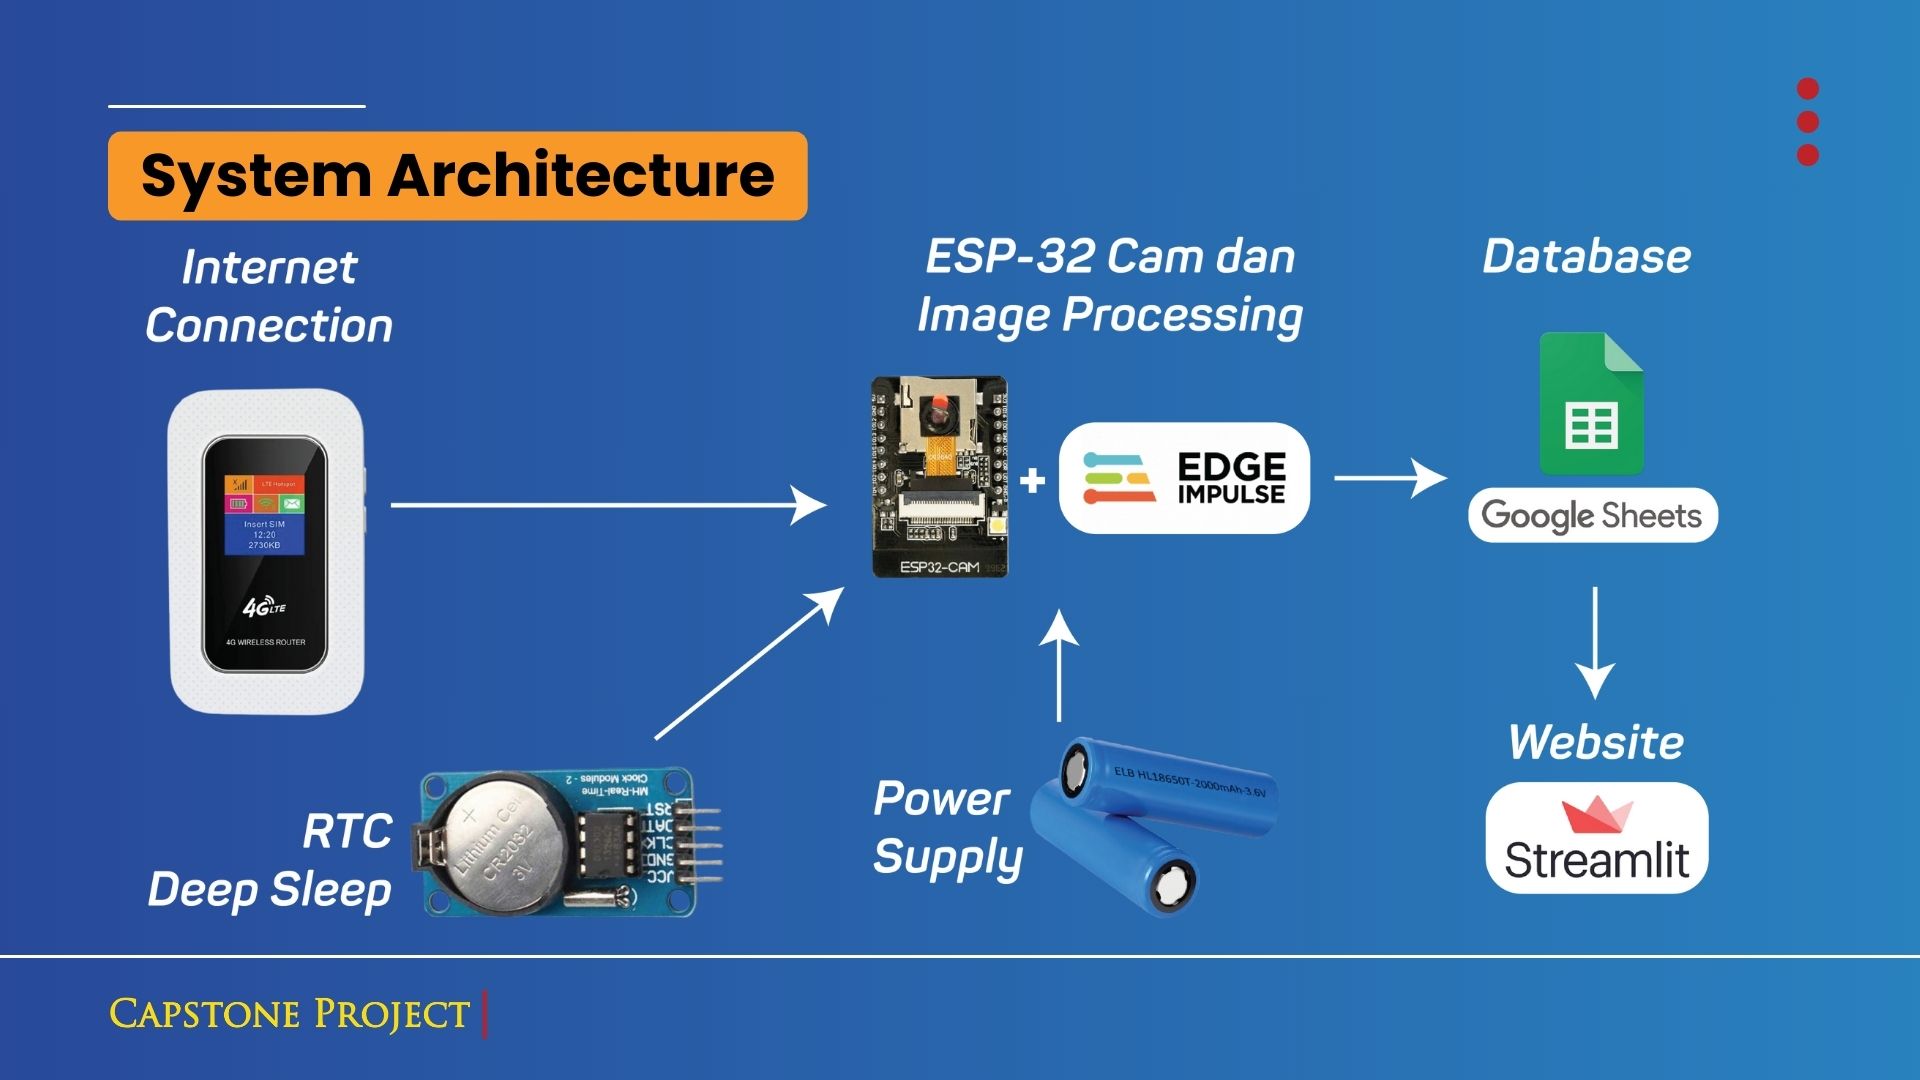 System Architecture
Internet
Connection
ESP-32 Cam dan
Image Processing
Database
LTE Hotspot
Insert SIM
12:20
2730KB
4G LTE
4G WIRELESS ROUTER
ESP32-CAM
+
EDGE
IMPULSE
Google Sheets
RTC
Deep Sleep
MH-Real-Time
Clock Modules - 2
Lithium Cell
CR2032
3V
RST
DAT
CLK
GND
VCC
Power
Supply
ELB HL18650T-2000mAh-3.6V
Website
Streamlit
CAPSTONE PROJECT